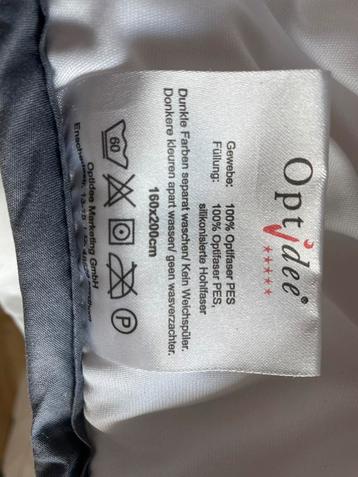 Optidee®
Gewebe: 100% Optifaser PES
Füllung: 100% Optifaser PES,
silikonisierte Hohlfaser
Dunkle Farben separat waschen/ Kein Weichspüler.
Donkere kleuren apart wassen/ geen wasverzachter.
160x200cm
60 P
Optidee Marketing GmbH